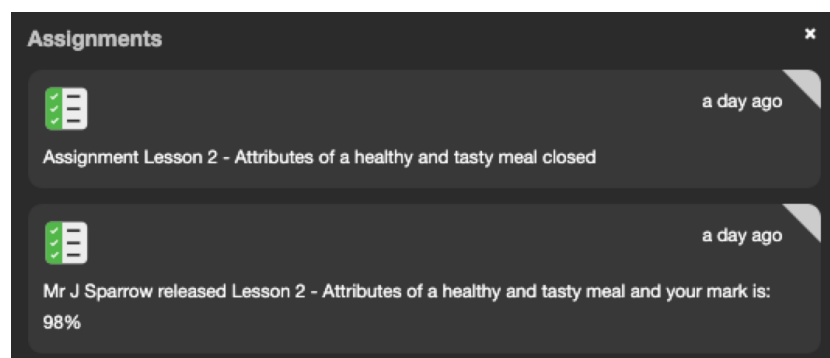 Assignments
a day ago
Assignment Lesson 2 - Attributes of a healthy and tasty meal closed
a day ago
Mr J Sparrow released Lesson 2 - Attributes of a healthy and tasty meal and your mark is:
98%